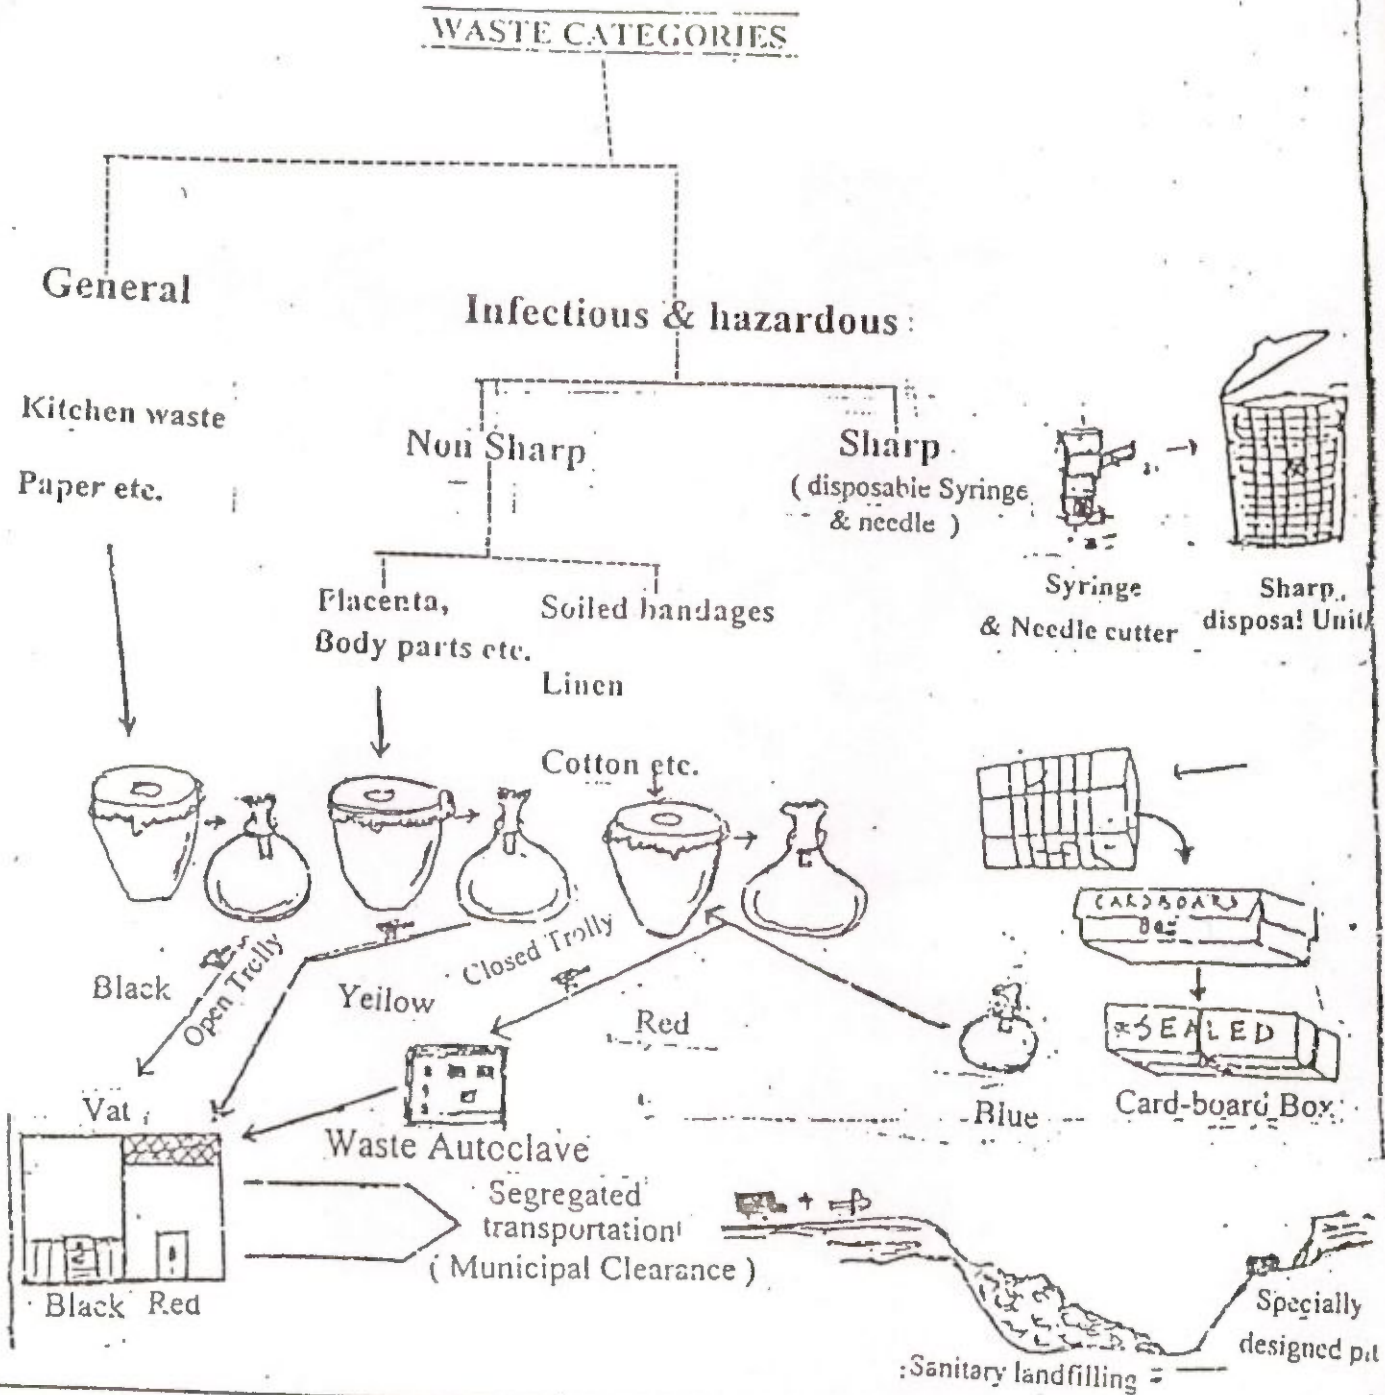 WASTE CATEGORIES
General
Infectious & hazardous
Kitchen waste
Paper etc.
Non Sharp
Sharp
( disposable Syringe
& needle )
Syringe
& Needle cutter
Sharp
disposal Unit
Placenta,
Body parts etc.
Soiled bandages
Linen
Cotton etc.
Black
Open Trolly
Yellow
Closed Trolly
Red
Blue
CARDBOARD
SEALED
Card-board Box
Vat
Waste Autoclave
Black Red
Segregated
transportation
( Municipal Clearance )
Sanitary landfilling
Specially
designed pit